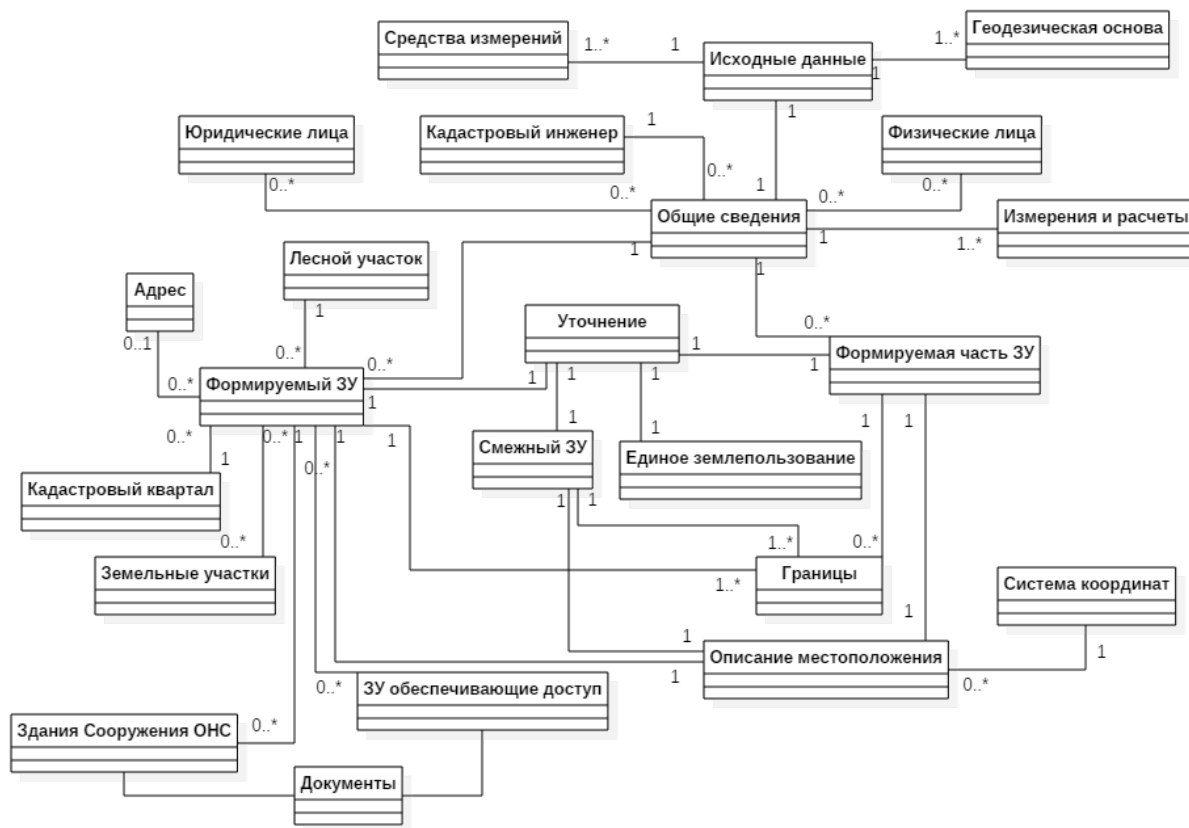 Средства измерений
1..*
1
Исходные данные
1
1..*
Геодезическая основа
1
Юридические лица
0..*
Кадастровый инженер
1
0..*
Физические лица
0..*
0..*
1
0..*
Общие сведения
1
1
1
Измерения и расчеты
1..*
Лесной участок
1
0..*
Адрес
0..1
0..*
Уточнение
1
1
1
1
0..*
Формируемая часть ЗУ
1
1
1
0..*
Формируемый ЗУ
1
0..*
0..*
1
0..*
1
1
Смежный ЗУ
1
1
1
Единое землепользование
1
Кадастровый квартал
1
Земельные участки
0..*
Границы
1..*
1..*
0..*
Система координат
1
Описание местоположения
1
1
1
0..*
ЗУ обеспечивающие доступ
0..*
Здания Сооружения ОНС
0..*
Документы